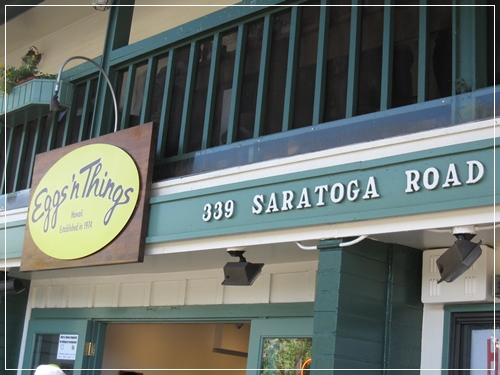 Eggs 'n Things
Hawaii
Established in 1974
339 SARATOGA ROAD